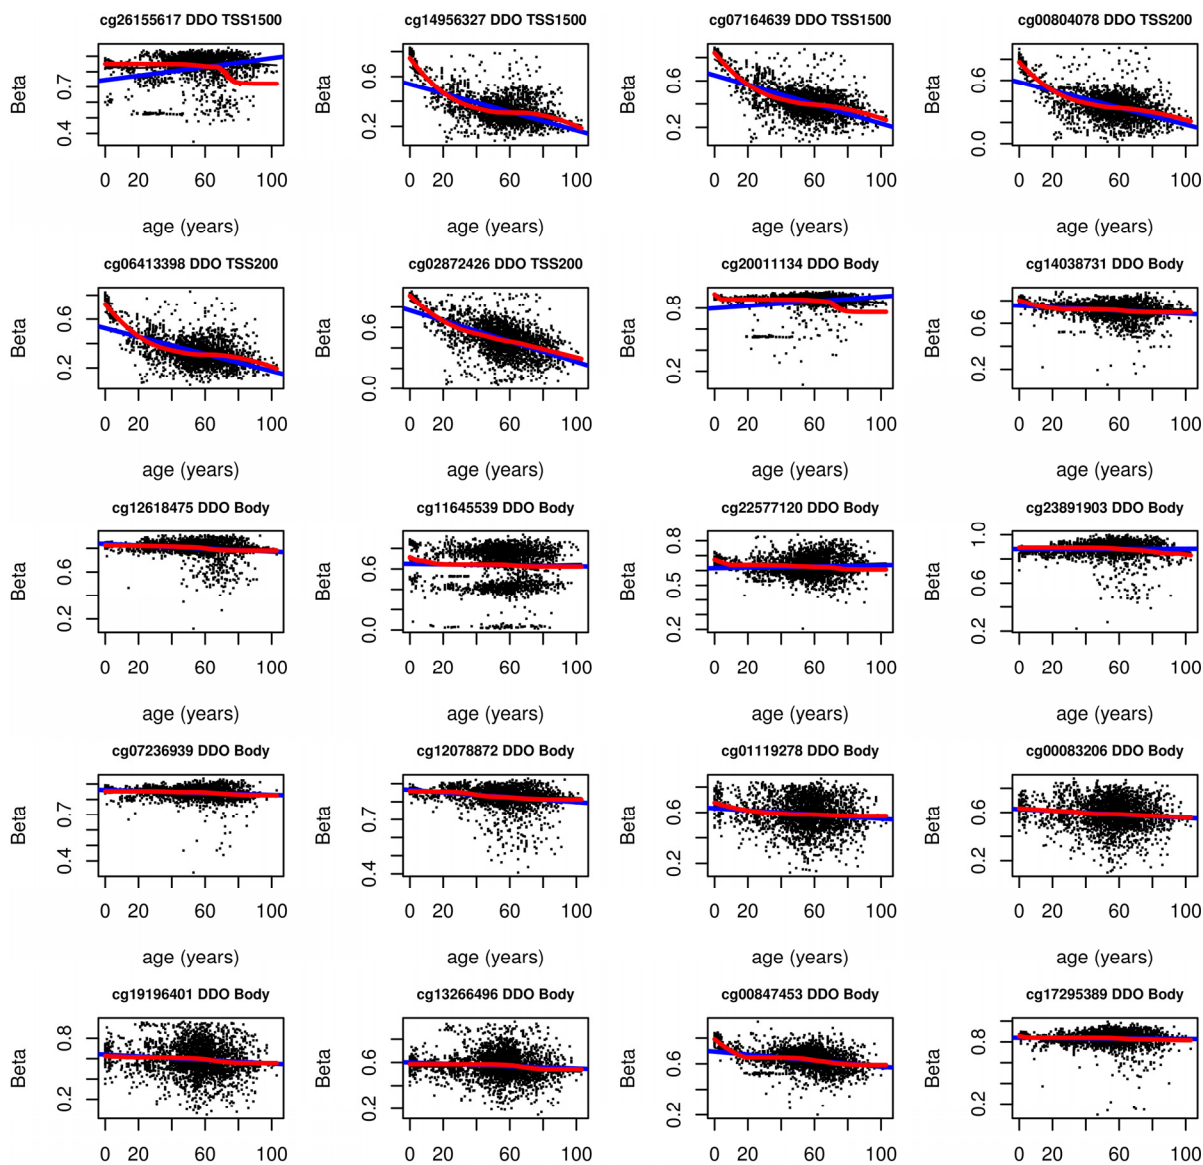 cg26155617 DDO TSS1500
cg14956327 DDO TSS1500
cg07164639 DDO TSS1500
cg00804078 DDO TSS200
Beta
0.4 0.7
0 20 60 100
age (years)
Beta
0.2 0.6
0 20 60 100
age (years)
Beta
0.2 0.6
0 20 60 100
age (years)
Beta
0.0 0.6
0 20 60 100
age (years)
cg06413398 DDO TSS200
cg02872426 DDO TSS200
cg20011134 DDO Body
cg14038731 DDO Body
Beta
0.2 0.6
0 20 60 100
age (years)
Beta
0.0 0.6
0 20 60 100
age (years)
Beta
0.2 0.8
0 20 60 100
age (years)
Beta
0.2 0.6
0 20 60 100
age (years)
cg12618475 DDO Body
cg11645539 DDO Body
cg22577120 DDO Body
cg23891903 DDO Body
Beta
0.2 0.6
0 20 60 100
age (years)
Beta
0.0 0.6
0 20 60 100
age (years)
Beta
0.2 0.5 0.8
0 20 60 100
age (years)
Beta
0.2 0.6 1.0
0 20 60 100
age (years)
cg07236939 DDO Body
cg12078872 DDO Body
cg01119278 DDO Body
cg00083206 DDO Body
Beta
0.4 0.7
0 20 60 100
age (years)
Beta
0.4 0.7
0 20 60 100
age (years)
Beta
0.2 0.6
0 20 60 100
age (years)
Beta
0.2 0.6
0 20 60 100
age (years)
cg19196401 DDO Body
cg13266496 DDO Body
cg00847453 DDO Body
cg17295389 DDO Body
Beta
0.2 0.8
0 20 60 100
Beta
0.2 0.6
0 20 60 100
Beta
0.2 0.6
0 20 60 100
Beta
0.2 0.8
0 20 60 100